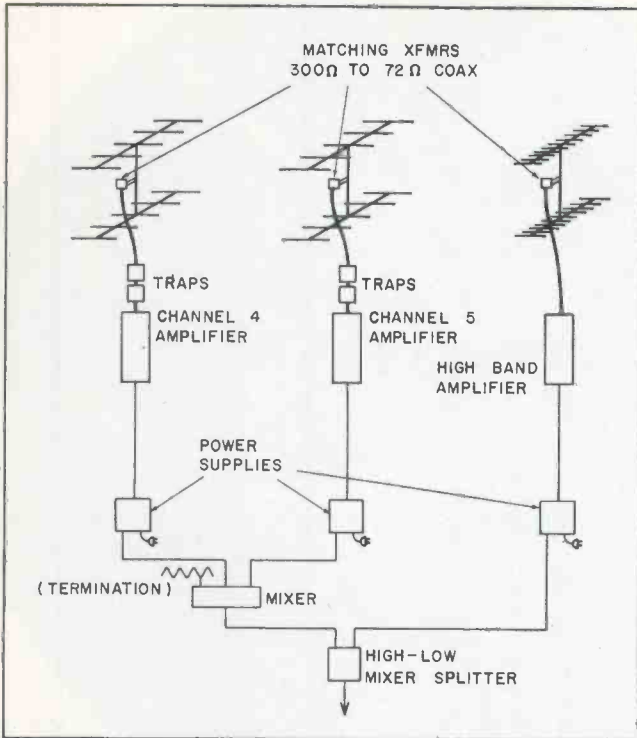 MATCHING XFMRS
300Ω TO 72Ω COAX
TRAPS
CHANNEL 4
AMPLIFIER
TRAPS
CHANNEL 5
AMPLIFIER
HIGH BAND
AMPLIFIER
POWER
SUPPLIES
(TERMINATION)
MIXER
HIGH-LOW
MIXER SPLITTER